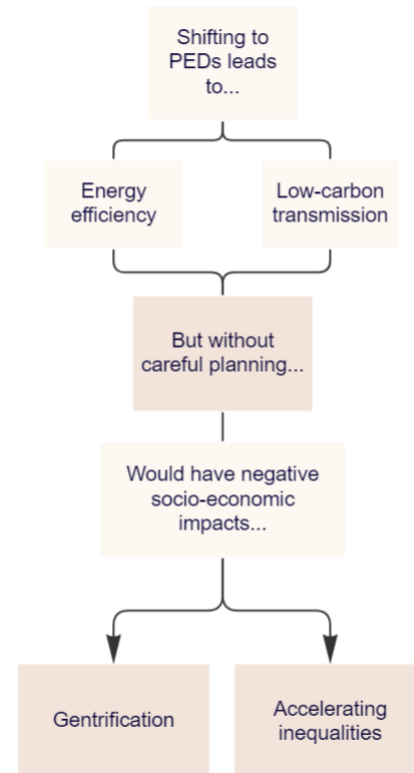 Shifting to
PEDs leads
to...
Energy
efficiency
Low-carbon
transmission
But without
careful planning...
Would have negative
socio-economic
impacts...
Gentrification
Accelerating
inequalities